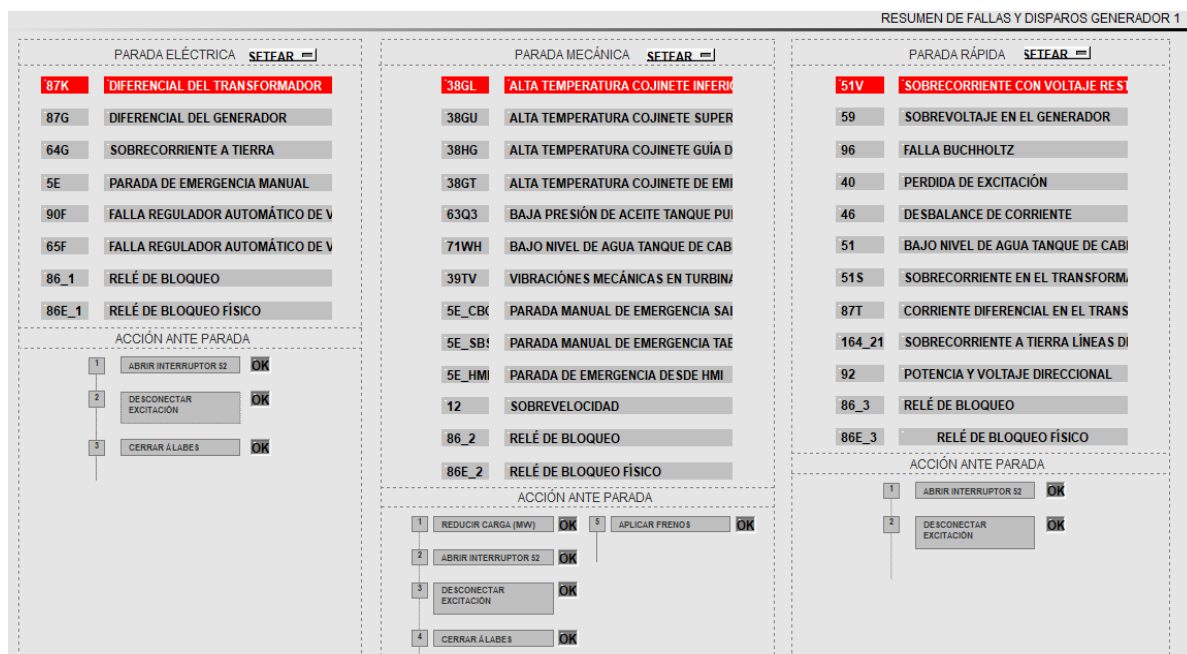 RESUMEN DE FALLAS Y DISPAROS GENERADOR 1
PARADA ELÉCTRICA SETEAR
87K DIFERENCIAL DEL TRANSFORMADOR
87G DIFERENCIAL DEL GENERADOR
64G SOBRECORRIENTE A TIERRA
5E PARADA DE EMERGENCIA MANUAL
90F FALLA REGULADOR AUTOMÁTICO DE V
65F FALLA REGULADOR AUTOMÁTICO DE V
86_1 RELÉ DE BLOQUEO
86E_1 RELÉ DE BLOQUEO FÍSICO
ACCIÓN ANTE PARADA
1 ABRIR INTERRUPTOR 52 OK
2 DESCONECTAR
EXCITACIÓN OK
3 CERRAR ÁLABES OK
PARADA MECÁNICA SETEAR
38GL ALTA TEMPERATURA COJINETE INFERI
38GU ALTA TEMPERATURA COJINETE SUPER
38HG ALTA TEMPERATURA COJINETE GUÍA D
38GT ALTA TEMPERATURA COJINETE DE EM
63Q3 BAJA PRESIÓN DE ACEITE TANQUE PU
71WH BAJO NIVEL DE AGUA TANQUE DE CAB
39TV VIBRACIÓNES MECÁNICAS EN TURBINA
5E_CB PARADA MANUAL DE EMERGENCIA SA
5E_SB PARADA MANUAL DE EMERGENCIA TA
5E_HM PARADA DE EMERGENCIA DESDE HMI
12 SOBREVELOCIDAD
86_2 RELÉ DE BLOQUEO
86E_2 RELÉ DE BLOQUEO FÍSICO
ACCIÓN ANTE PARADA
1 REDUCIR CARGA (MW) OK 5 APLICAR FRENOS OK
2 ABRIR INTERRUPTOR 52 OK
3 DESCONECTAR
EXCITACIÓN OK
4 CERRAR ÁLABES OK
PARADA RÁPIDA SETEAR
51V SOBRECORRIENTE CON VOLTAJE REST
59 SOBREVOLTAJE EN EL GENERADOR
96 FALLA BUCHHOLTZ
40 PERDIDA DE EXCITACIÓN
46 DESBALANCE DE CORRIENTE
51 BAJO NIVEL DE AGUA TANQUE DE CAB
51S SOBRECORRIENTE EN EL TRANSFORM
87T CORRIENTE DIFERENCIAL EN EL TRANS
164_21 SOBRECORRIENTE A TIERRA LÍNEAS D
92 POTENCIA Y VOLTAJE DIRECCIONAL
86_3 RELÉ DE BLOQUEO
86E_3 RELÉ DE BLOQUEO FÍSICO
ACCIÓN ANTE PARADA
1 ABRIR INTERRUPTOR 52 OK
2 DESCONECTAR
EXCITACIÓN OK